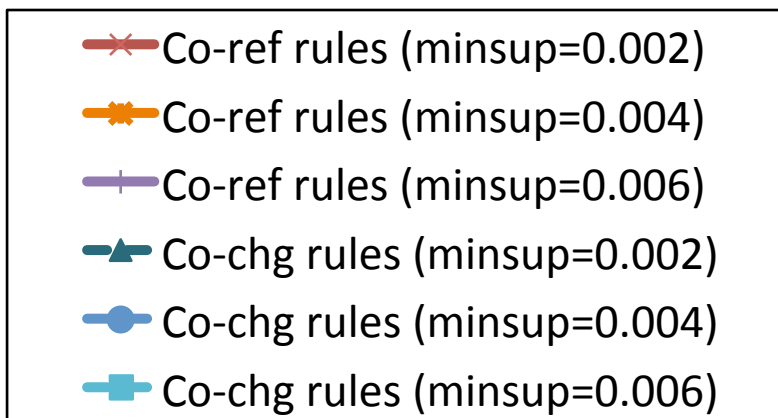 Co-ref rules (minsup=0.002)
Co-ref rules (minsup=0.004)
Co-ref rules (minsup=0.006)
Co-chg rules (minsup=0.002)
Co-chg rules (minsup=0.004)
Co-chg rules (minsup=0.006)